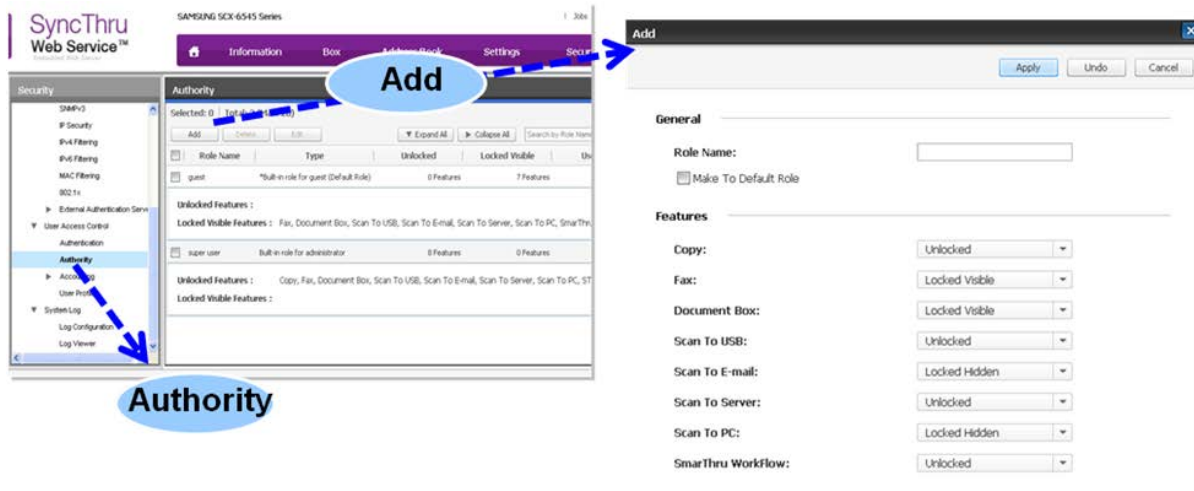 SyncThru
Web Service™
SAMSUNG SCX-6545 Series
Jobs
Information Box Address Book Settings Secur
Security
SNMPv3
IP Security
IPv4 Filtering
IPv6 Filtering
MAC Filtering
802.1x
External Authentication Serve
User Access Control
Authentication
Authority
Accounting
User Profile
System Log
Log Configuration
Log Viewer
Authority
Selected: 0 Total:
Add Delete Edit Expand All Collapse All Search by Role Name
Role Name Type Unlocked Locked Visible Us
guest *Built-in role for guest (Default Role) 0 Features 7 Features
Unlocked Features :
Locked Visible Features : Fax, Document Box, Scan To USB, Scan To E-mail, Scan To Server, Scan To PC, SmarThru
super user Built-in role for administrator 8 Features 0 Features
Unlocked Features : Copy, Fax, Document Box, Scan To USB, Scan To E-mail, Scan To Server, Scan To PC, ST
Locked Visible Features :
Add
Authority
Add
Apply Undo Cancel
General
Role Name:
Make To Default Role
Features
Copy: Unlocked
Fax: Locked Visible
Document Box: Locked Visible
Scan To USB: Unlocked
Scan To E-mail: Locked Hidden
Scan To Server: Unlocked
Scan To PC: Locked Hidden
SmarThru WorkFlow: Unlocked